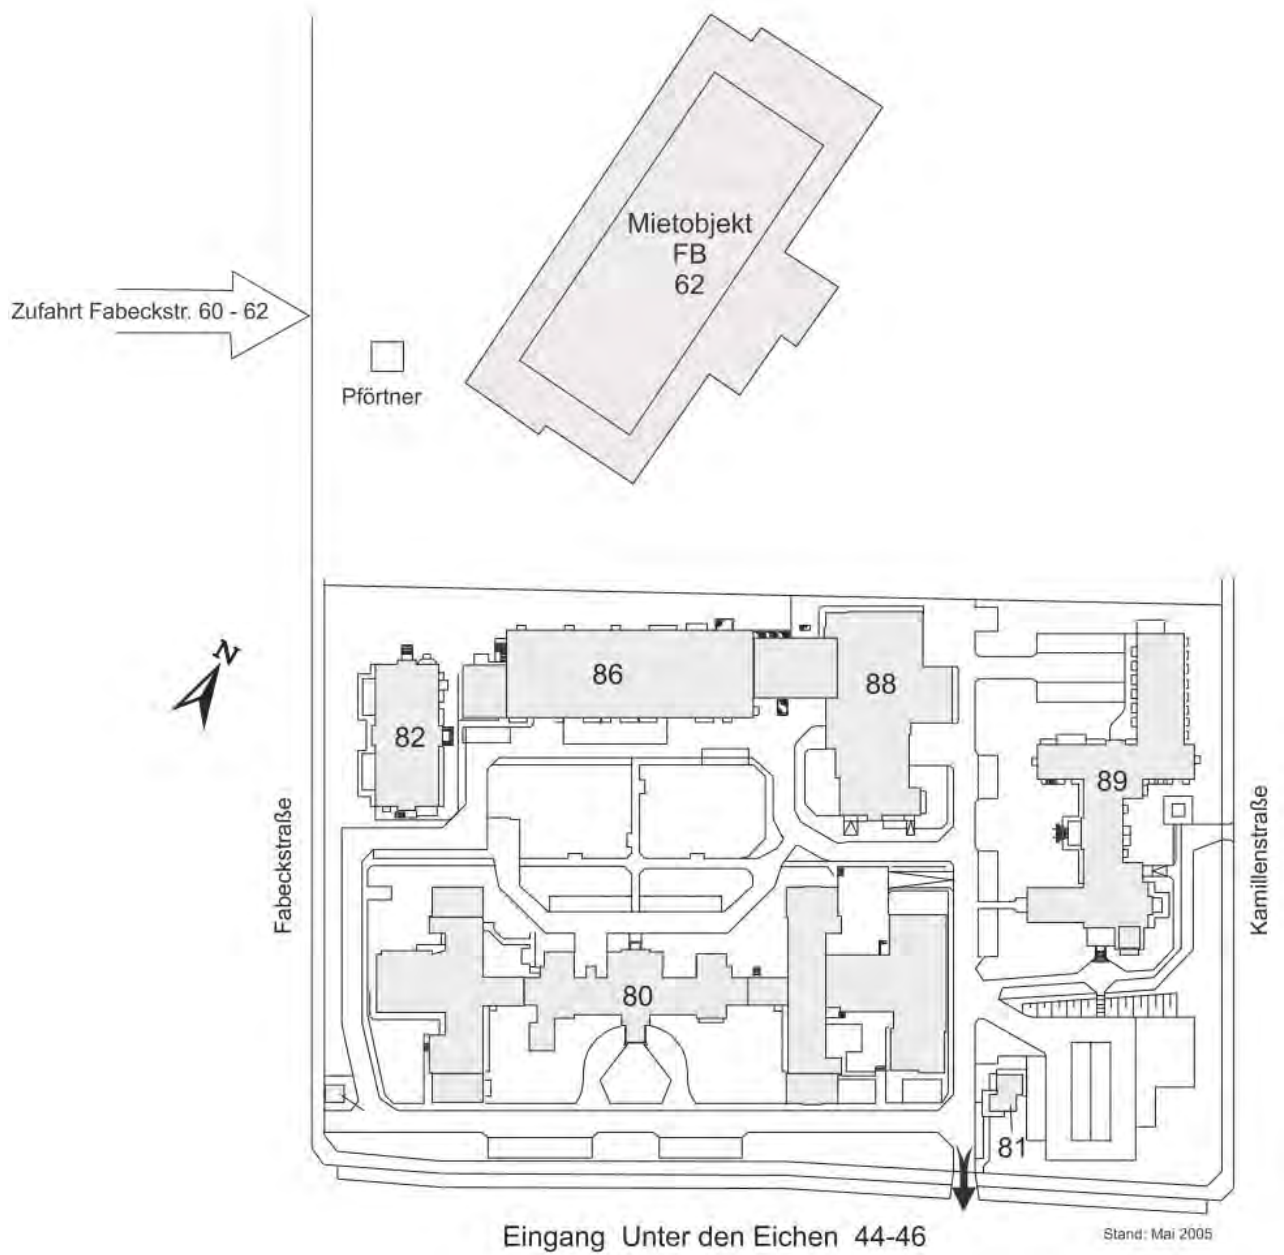 Mietobjekt
FB
62
Zufahrt Fabeckstr. 60 - 62
Pförtner
N
86
88
82
89
Fabeckstraße
Kamillenstraße
80
81
Eingang Unter den Eichen 44-46
Stand: Mai 2005